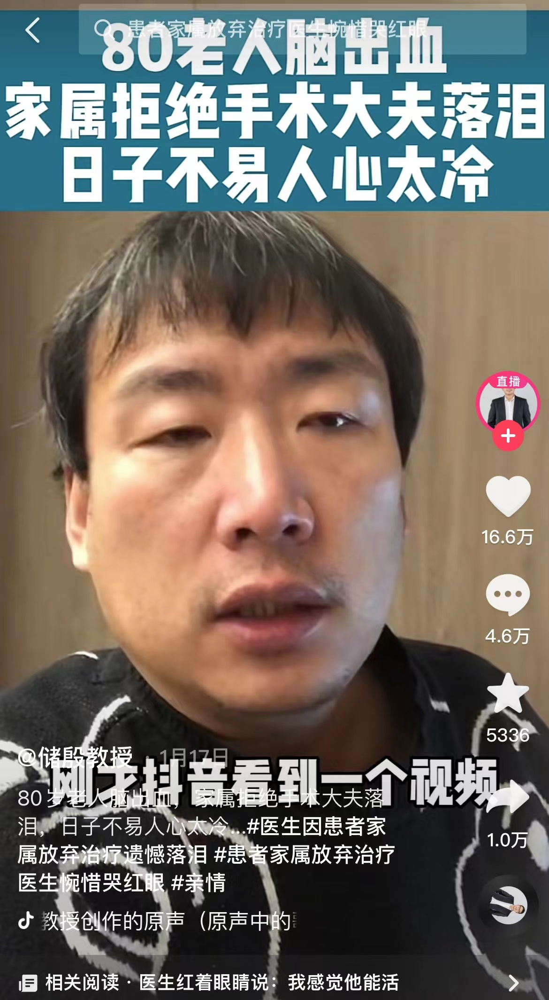 患者家属放弃治疗医生惋惜哭红眼
80老人脑出血
家属拒绝手术大夫落泪
日子不易人心太冷
直播
16.6万
4.6万
5336
1.0万
@储殷教授 · 1月17日
刚才抖音看到一个视频
80岁老人脑出血，家属拒绝手术大夫落
泪，日子不易人心太冷...#医生因患者家
属放弃治疗遗憾落泪 #患者家属放弃治疗
医生惋惜哭红眼 #亲情
教授创作的原声（原声中的
相关阅读 · 医生红着眼睛说：我感觉他能活